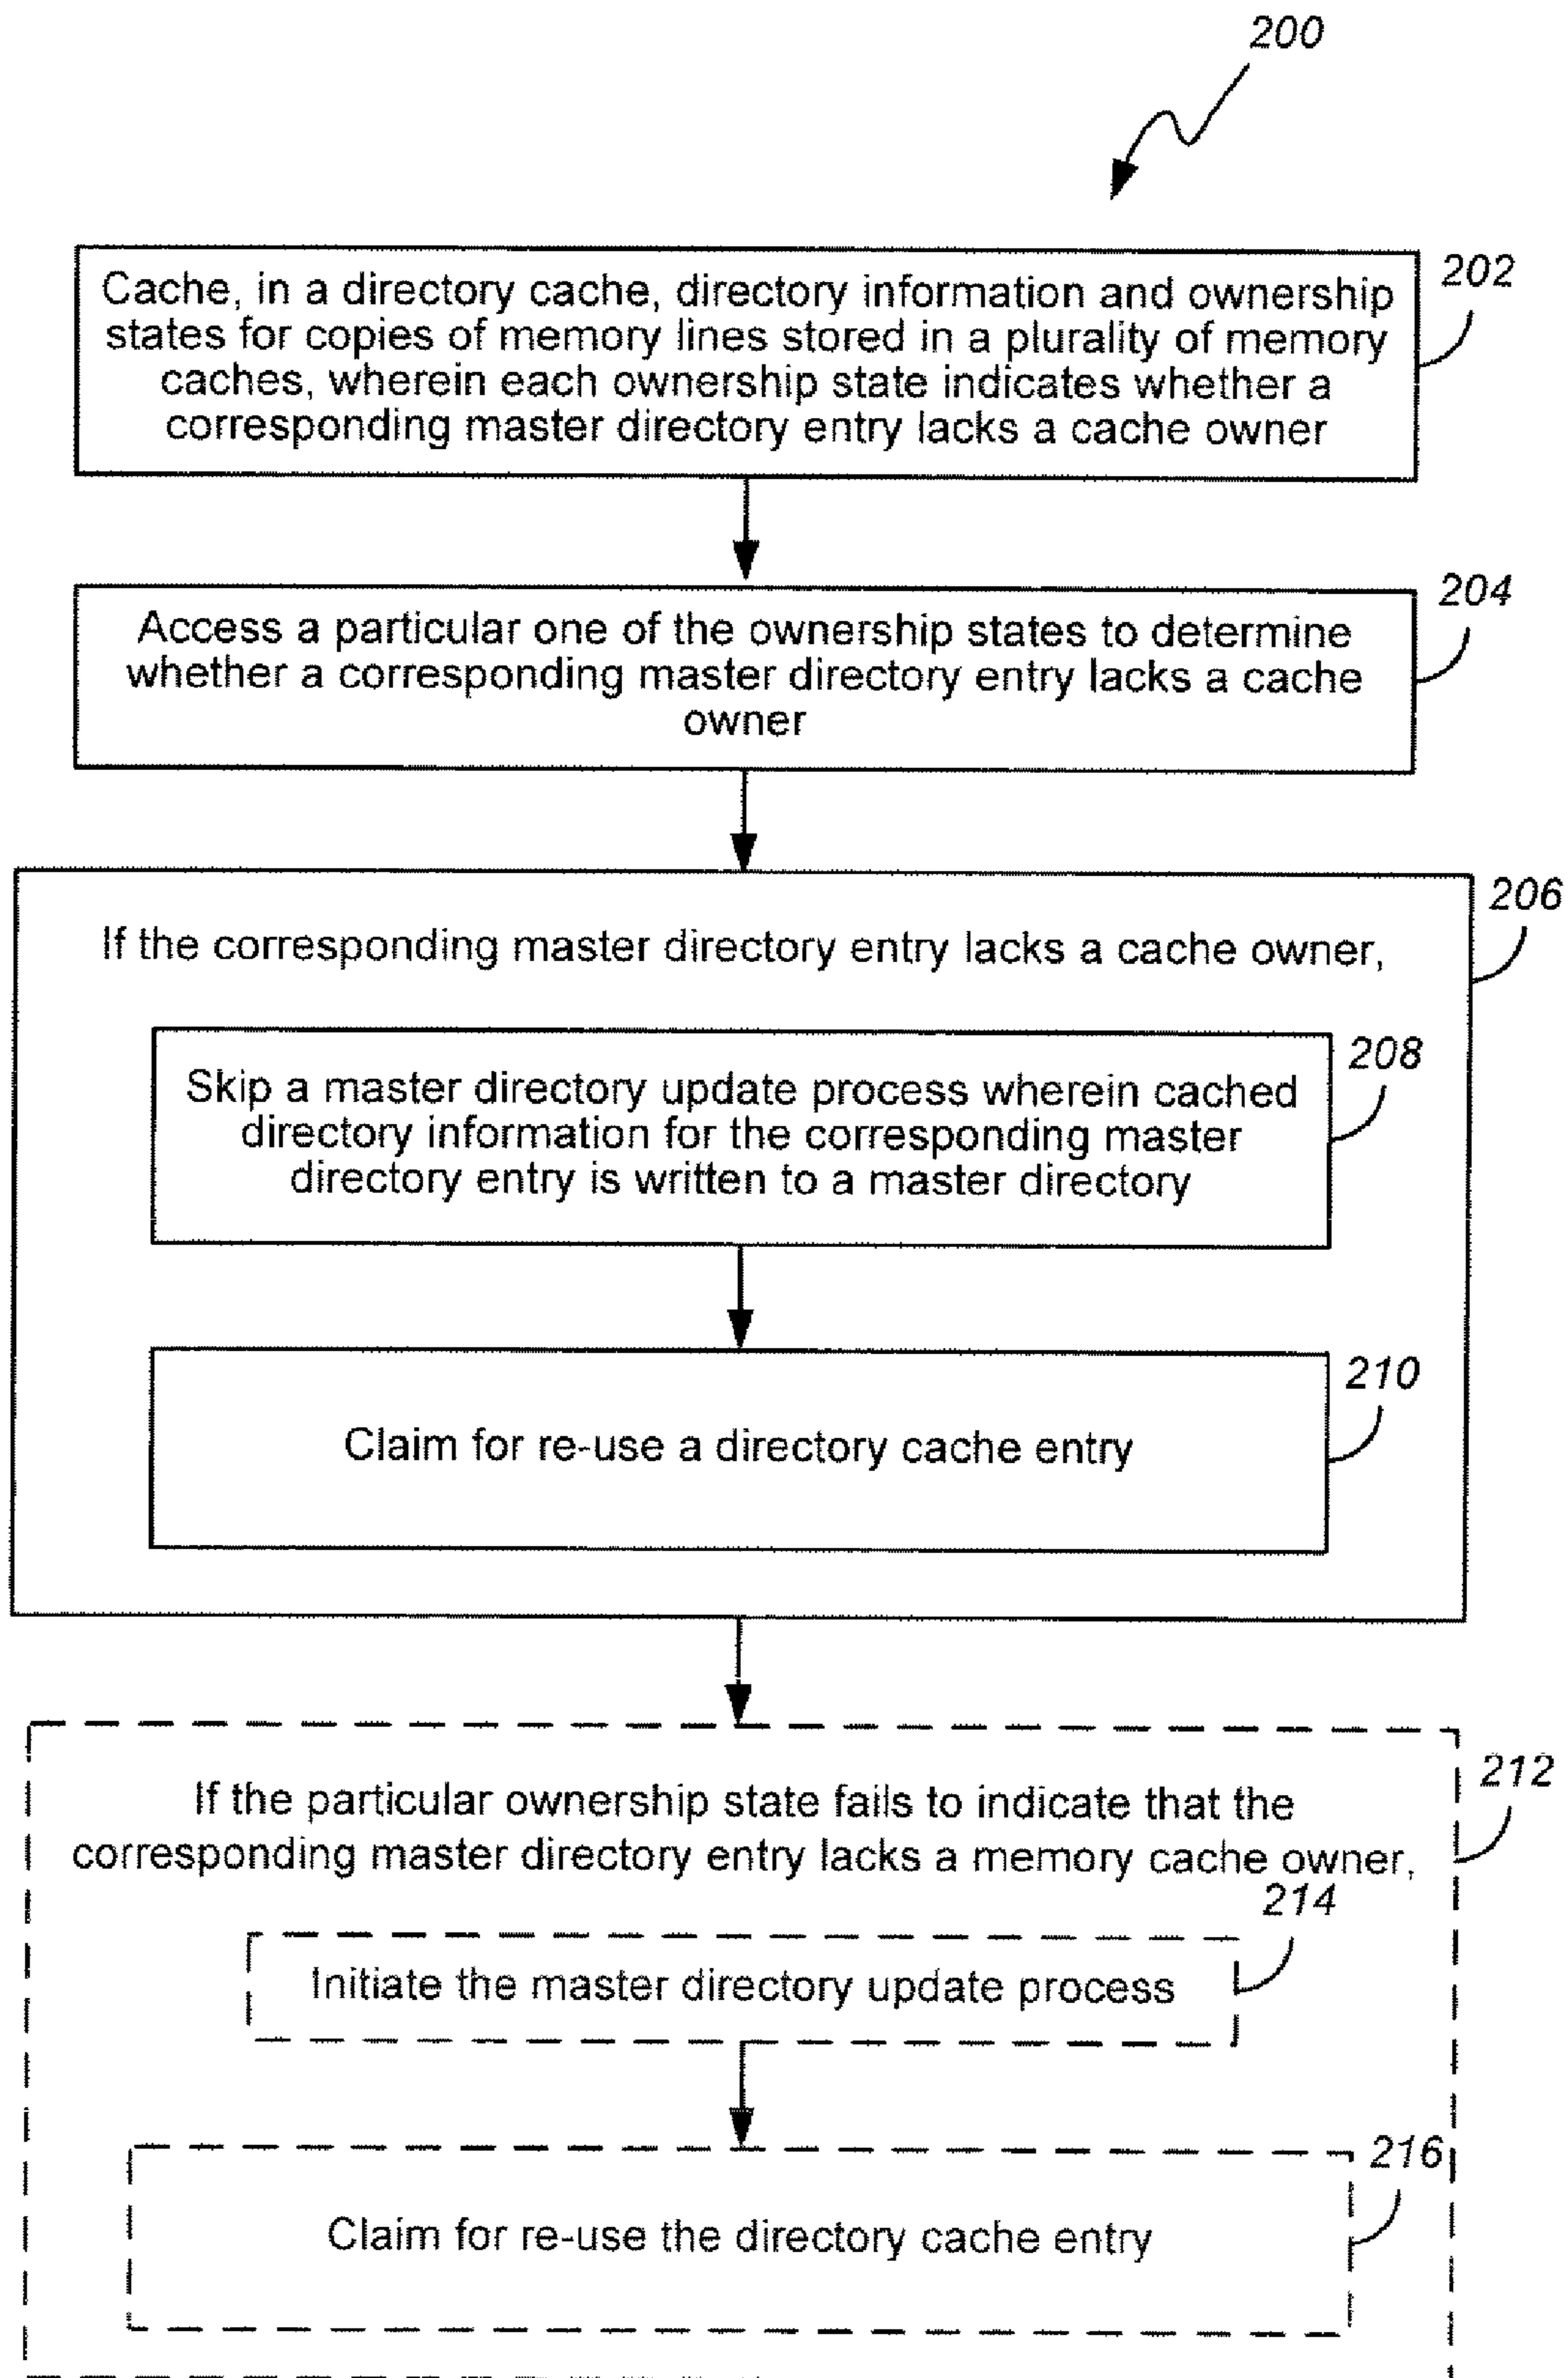 200
Cache, in a directory cache, directory information and ownership
states for copies of memory lines stored in a plurality of memory
caches, wherein each ownership state indicates whether a
corresponding master directory entry lacks a cache owner
202
Access a particular one of the ownership states to determine
whether a corresponding master directory entry lacks a cache
owner
204
206
If the corresponding master directory entry lacks a cache owner,
208
Skip a master directory update process wherein cached
directory information for the corresponding master
directory entry is written to a master directory
210
Claim for re-use a directory cache entry
212
If the particular ownership state fails to indicate that the
corresponding master directory entry lacks a memory cache owner,
214
Initiate the master directory update process
216
Claim for re-use the directory cache entry